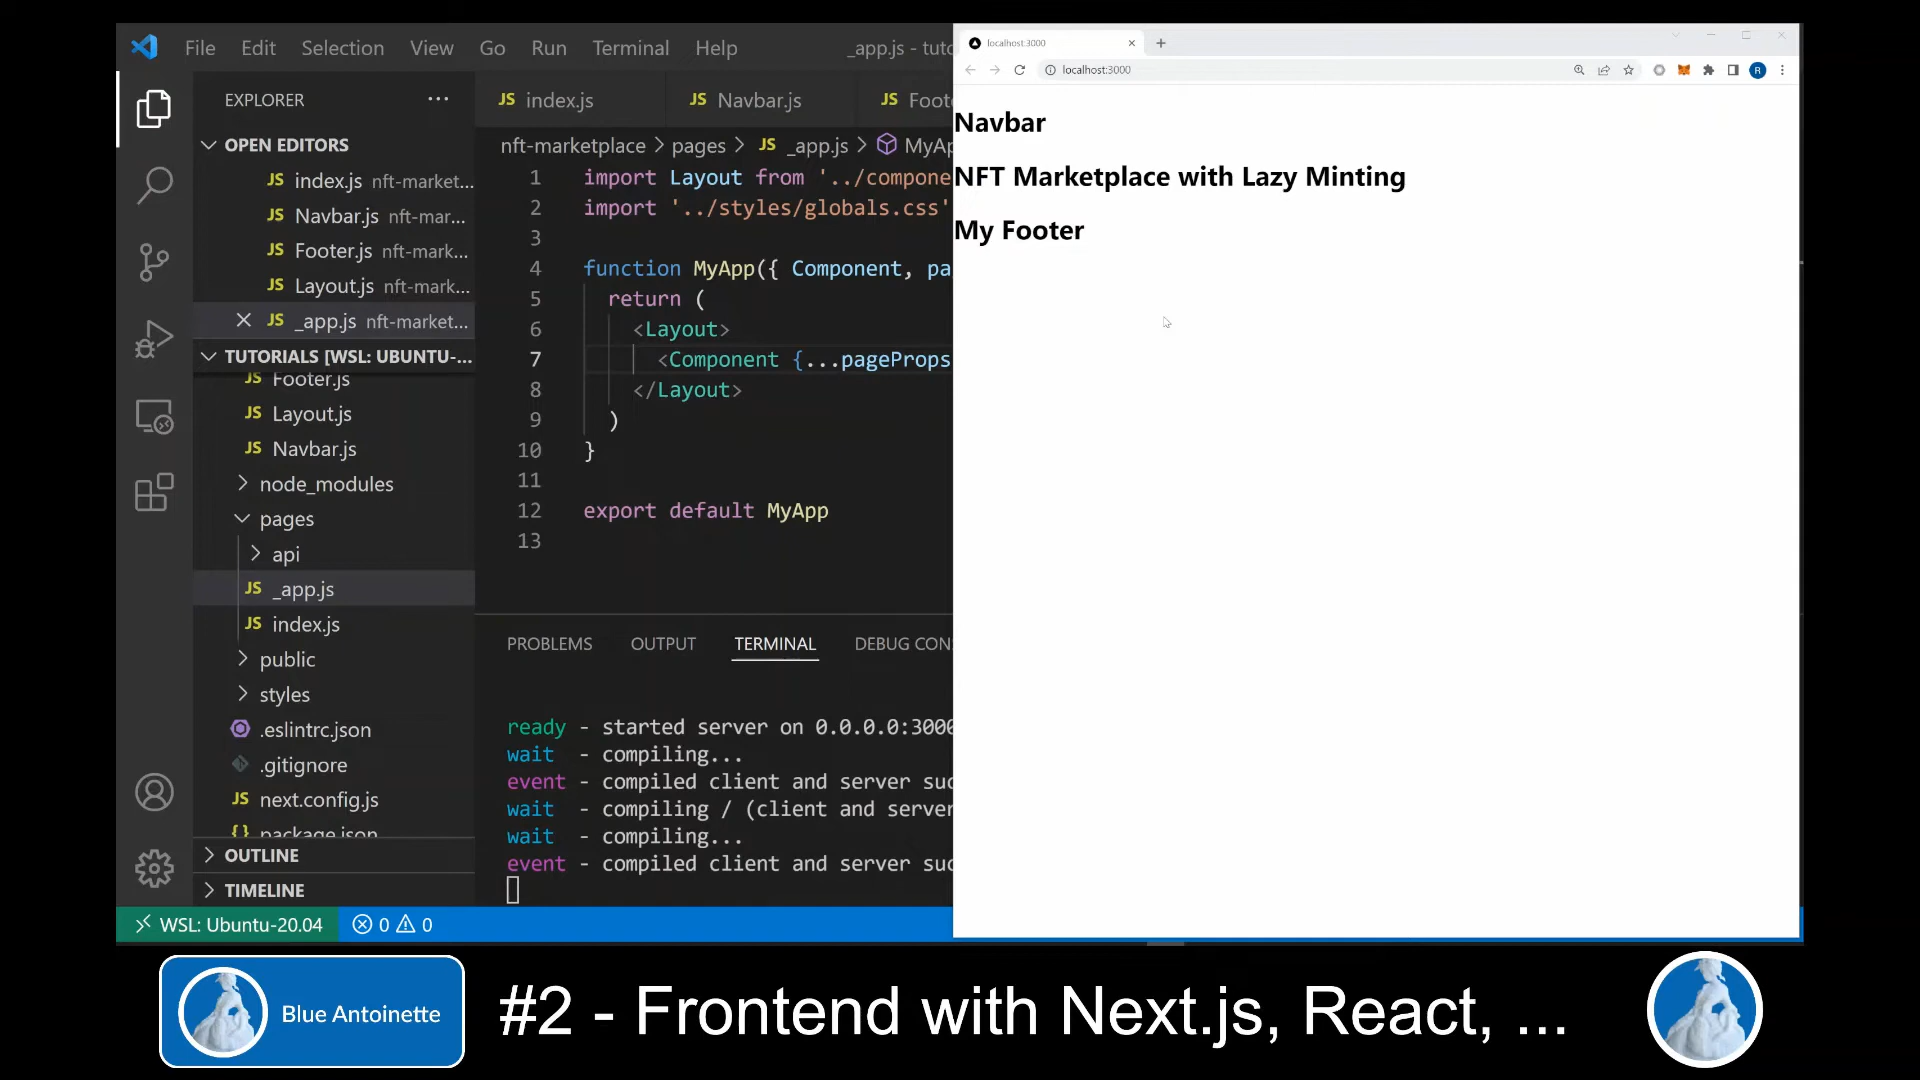 File Edit Selection View Go Run Terminal Help _app.js - tuto
EXPLORER
OPEN EDITORS
JS index.js nft-market...
JS Navbar.js nft-mar...
JS Footer.js nft-mark...
JS Layout.js nft-mark...
JS _app.js nft-market...
TUTORIALS [WSL: UBUNTU-...
JS Footer.js
JS Layout.js
JS Navbar.js
node_modules
pages
api
JS _app.js
JS index.js
public
styles
.eslintrc.json
.gitignore
JS next.config.js
{} package.json
OUTLINE
TIMELINE
WSL: Ubuntu-20.04 0 0
JS index.js JS Navbar.js JS Foote
nft-marketplace > pages > JS _app.js > MyAp
1 import Layout from '../compone
2 import '../styles/globals.css'
3
4 function MyApp({ Component, pa
5 return (
6 <Layout>
7 <Component {...pageProps
8 </Layout>
9 )
10 }
11
12 export default MyApp
13
PROBLEMS OUTPUT TERMINAL DEBUG CON
ready - started server on 0.0.0.0:3000
wait - compiling...
event - compiled client and server suc
wait - compiling / (client and server
wait - compiling...
event - compiled client and server suc
localhost:3000
localhost:3000
R
Navbar
NFT Marketplace with Lazy Minting
My Footer
Blue Antoinette
#2 - Frontend with Next.js, React, ...